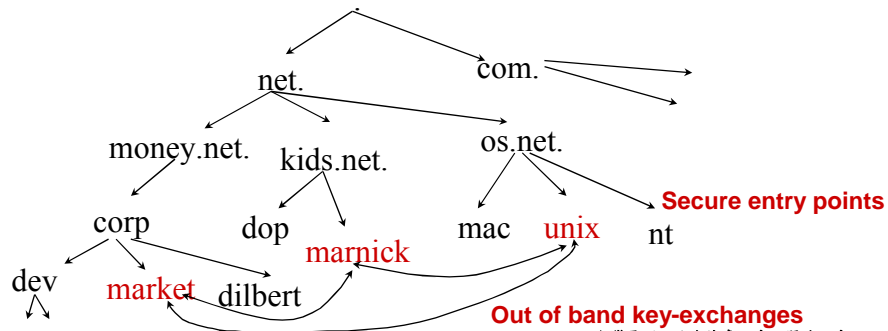 .
net.
com.
money.net.
kids.net.
os.net.
Secure entry points
corp
dop
mac
unix
nt
marnick
dev
market
dilbert
Out of band key-exchanges